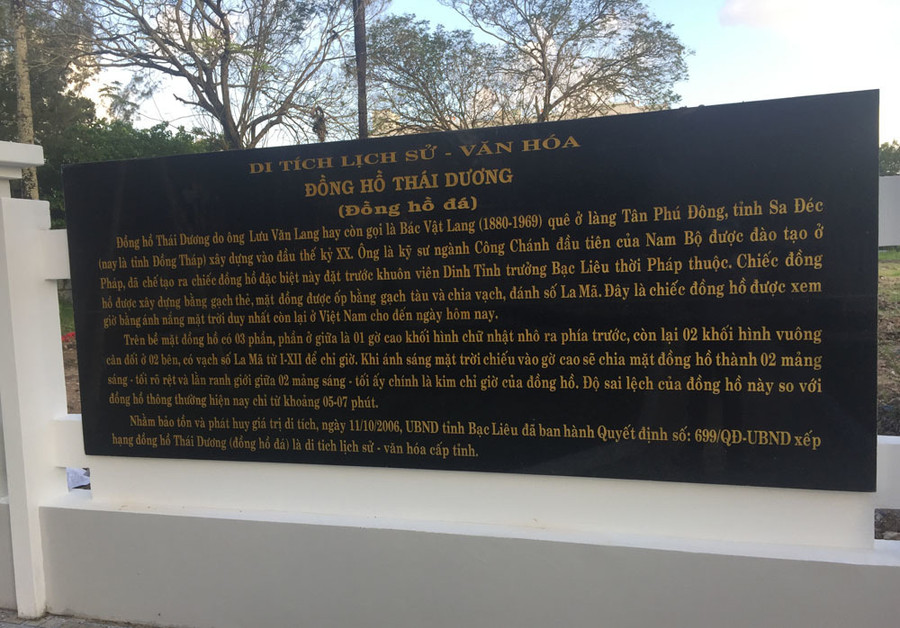 DI TÍCH LỊCH SỬ - VĂN HÓA
ĐỒNG HỒ THÁI DƯƠNG
(Đồng hồ đá)
Đồng hồ Thái Dương do ông Lưu Văn Lang hay còn gọi là Bác Vật Lang (1880-1969) quê ở làng Tân Phú Đông, tỉnh Sa Đéc
(nay là tỉnh Đồng Tháp) xây dựng vào đầu thế kỷ XX. Ông là kỹ sư ngành Công Chánh đầu tiên của Nam Bộ được đào tạo ở
Pháp, đã chế tạo ra chiếc đồng hồ đặc biệt này đặt trước khuôn viên Dinh Tỉnh trưởng Bạc Liêu thời Pháp thuộc. Chiếc đồng
hồ được xây dựng bằng gạch thẻ, mặt đồng được ốp bằng gạch tàu và chia vạch, đánh số La Mã. Đây là chiếc đồng hồ được xem
giờ bằng ánh nắng mặt trời duy nhất còn lại ở Việt Nam cho đến ngày hôm nay.
Trên bề mặt đồng hồ có 03 phần, phần ở giữa là 01 gờ cao khối hình chữ nhật nhô ra phía trước, còn lại 02 khối hình vuông
cân đối ở 02 bên, có vạch số La Mã từ I-XII để chỉ giờ. Khi ánh sáng mặt trời chiếu vào gờ cao sẽ chia mặt đồng hồ thành 02 mảng
sáng - tối rõ rệt và lằn ranh giới giữa 02 mảng sáng - tối ấy chính là kim chỉ giờ của đồng hồ. Độ sai lệch của đồng hồ này so với
đồng hồ thông thường hiện nay chỉ từ khoảng 05-07 phút.
Nhằm bảo tồn và phát huy giá trị di tích, ngày 11/10/2006, UBND tỉnh Bạc Liêu đã ban hành Quyết định số: 699/QĐ-UBND xếp
hạng đồng hồ Thái Dương (đồng hồ đá) là di tích lịch sử - văn hóa cấp tỉnh.